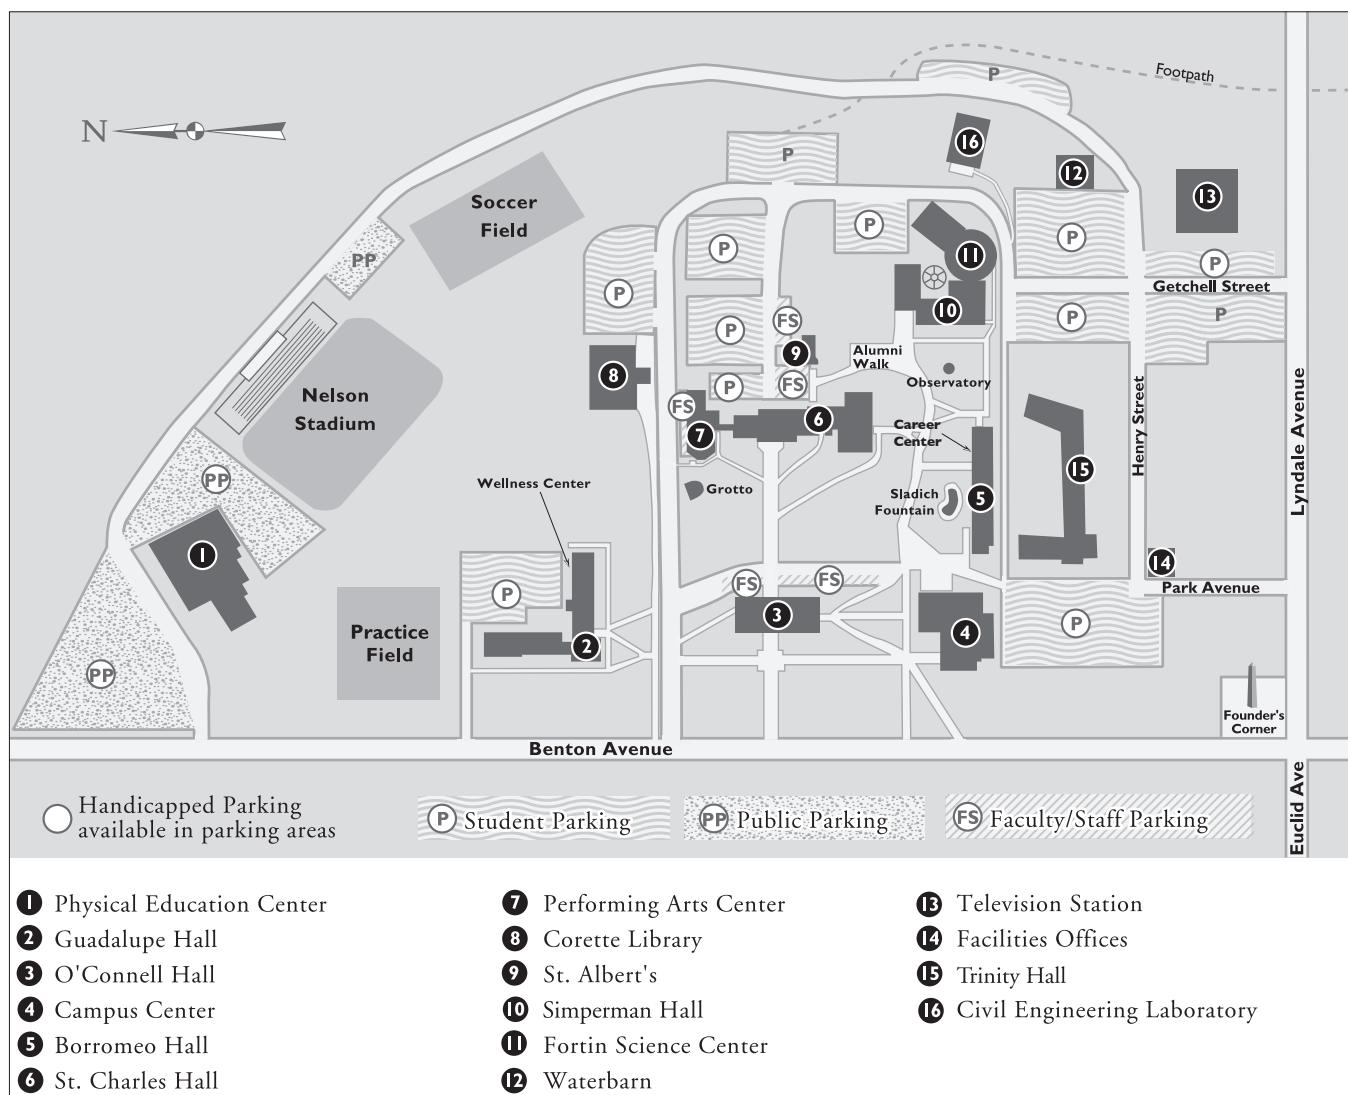 Footpath
P
N
16
P
12
13
Soccer
Field
P
P
P
PP
11
P
Getchell Street
P
10
FS
P
P
P
9
Alumni
Walk
8
FS
P
Observatory
Nelson
Stadium
FS
6
7
Career
Center
Henry Street
Lyndale Avenue
15
PP
Wellness Center
Grotto
Sladich
Fountain
5
1
14
FS
FS
Park Avenue
P
3
P
Practice
Field
4
2
PP
Founder's
Corner
Benton Avenue
Euclid Ave
Handicapped Parking
available in parking areas
P Student Parking
PP Public Parking
FS Faculty/Staff Parking
1 Physical Education Center
2 Guadalupe Hall
3 O'Connell Hall
4 Campus Center
5 Borromeo Hall
6 St. Charles Hall
7 Performing Arts Center
8 Corette Library
9 St. Albert's
10 Simperman Hall
11 Fortin Science Center
12 Waterbarn
13 Television Station
14 Facilities Offices
15 Trinity Hall
16 Civil Engineering Laboratory